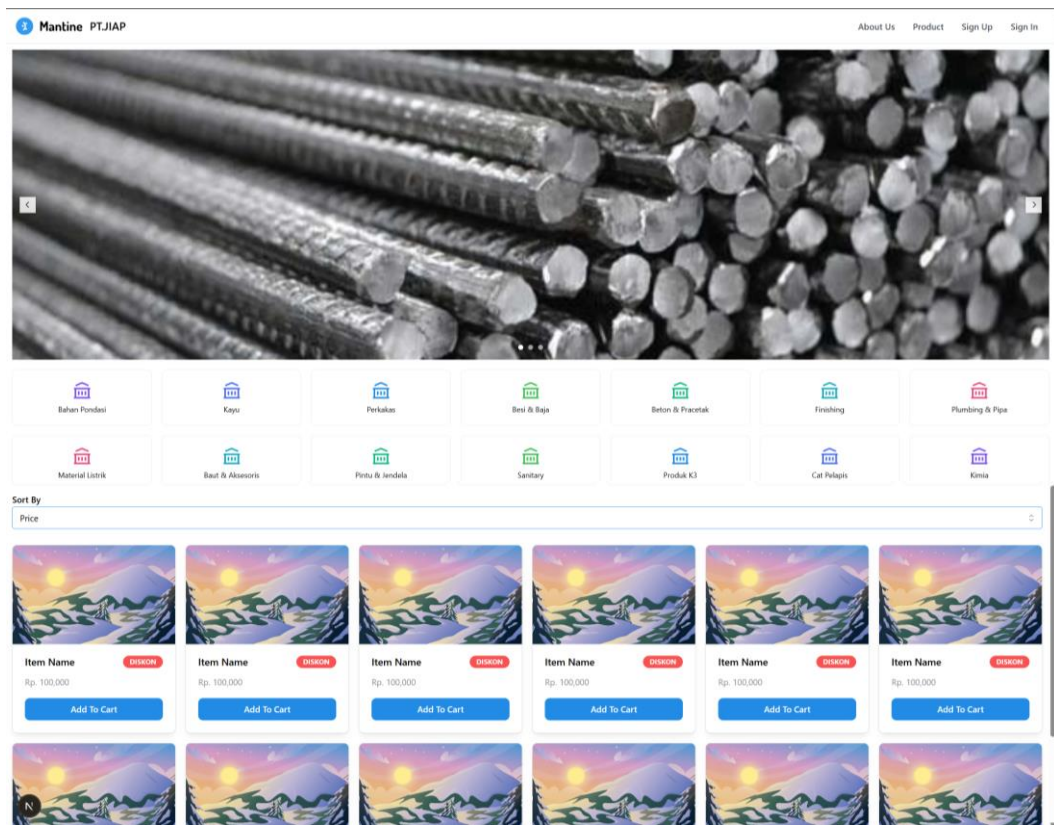 Mantine PT.JIAP About Us Product Sign Up Sign In
Bahan Pondasi Kayu Perkakas Besi & Baja Beton & Pracetak Finishing Plumbing & Pipa
Material Listrik Baut & Aksesoris Pintu & Jendela Sanitary Produk K3 Cat Pelapis Kimia
Sort By
Price
Item Name DISKON Item Name DISKON Item Name DISKON Item Name DISKON Item Name DISKON Item Name DISKON
Rp. 100,000 Rp. 100,000 Rp. 100,000 Rp. 100,000 Rp. 100,000 Rp. 100,000
Add To Cart Add To Cart Add To Cart Add To Cart Add To Cart Add To Cart
N